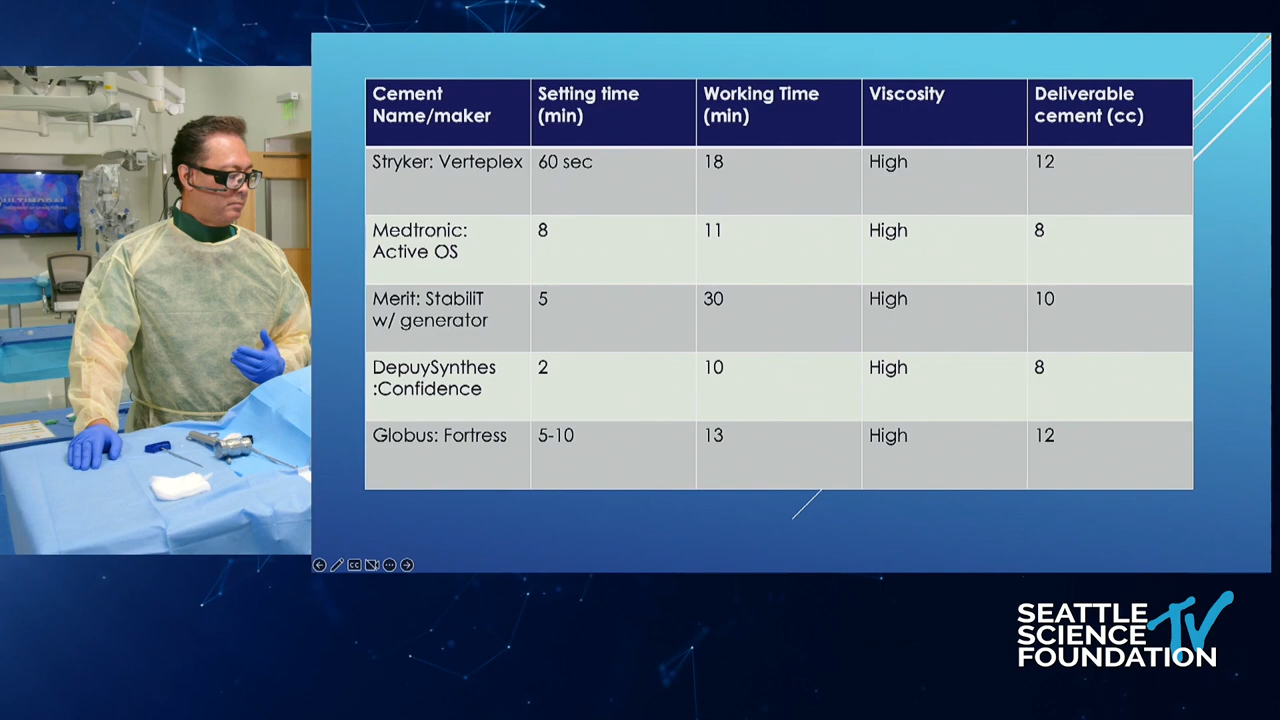 Cement
Name/maker
Setting time
(min)
Working Time
(min)
Viscosity
Deliverable
cement (cc)
Stryker: Verteplex
60 sec
18
High
12
Medtronic:
Active OS
8
11
High
8
Merit: StabiliT
w/ generator
5
30
High
10
DepuySynthes
:Confidence
2
10
High
8
Globus: Fortress
5-10
13
High
12
CC
SEATTLE
SCIENCE
FOUNDATION
TV